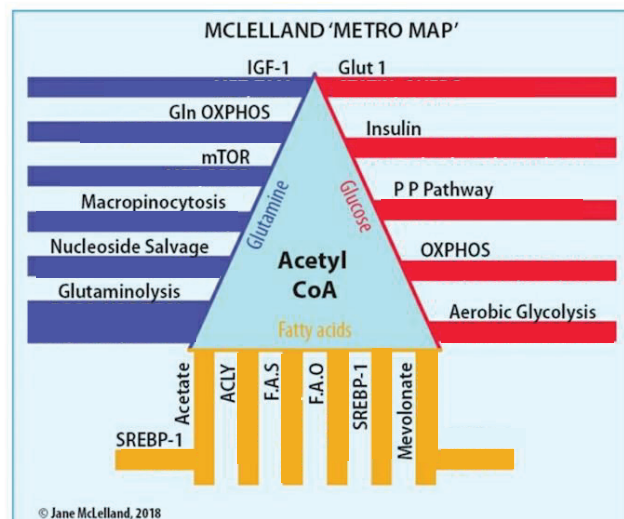 MCLELLAND 'METRO MAP'
IGF-1
Glut 1
Gln OXPHOS
Insulin
mTOR
P P Pathway
Macropinocytosis
Nucleoside Salvage
OXPHOS
Glutaminolysis
Aerobic Glycolysis
Glutamine
Glucose
Acetyl
CoA
Fatty acids
Acetate
ACLY
F.A.S
F.A.O
SREBP-1
Mevolonate
SREBP-1
© Jane McLelland, 2018